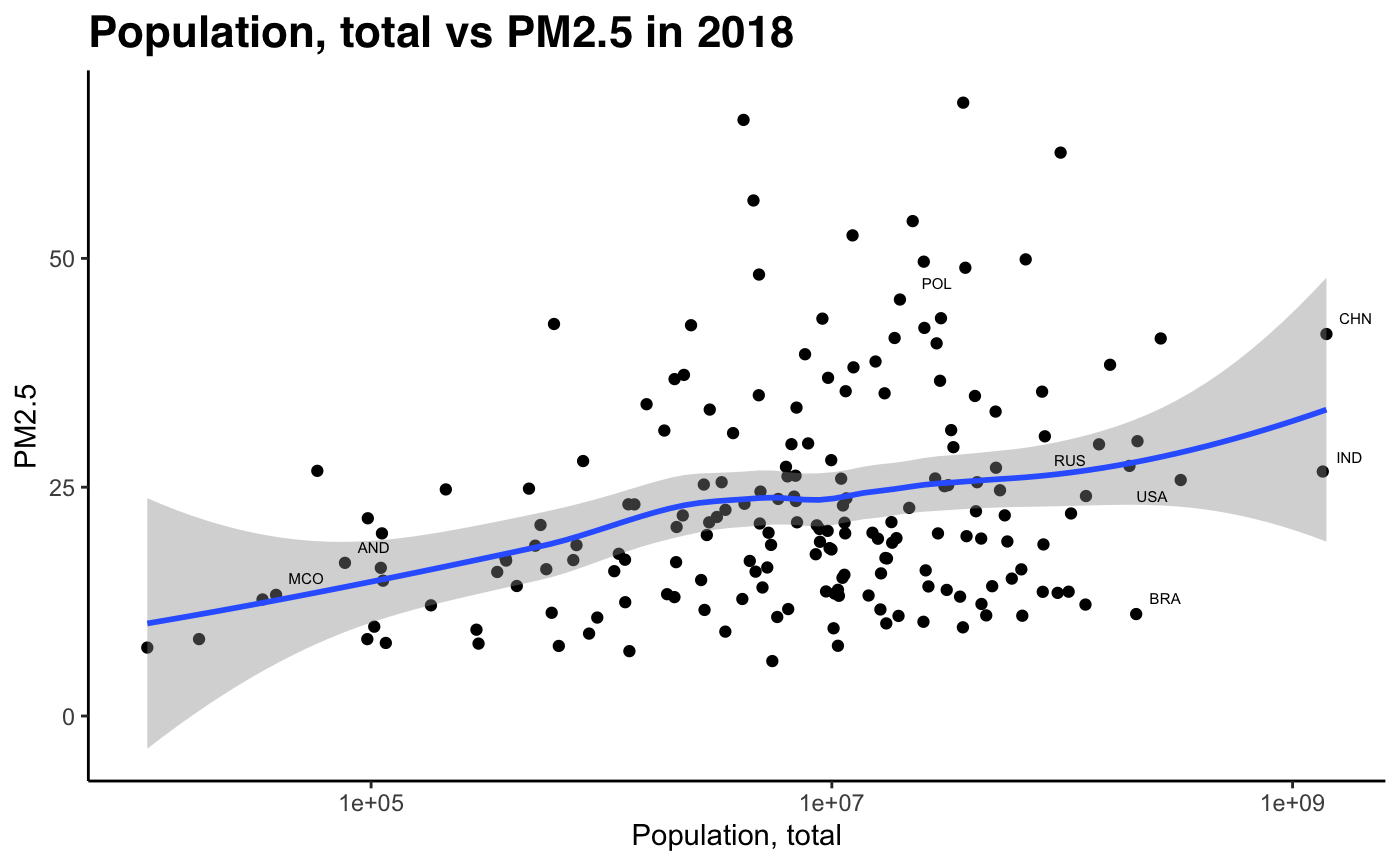 Population, total vs PM2.5 in 2018
PM2.5
50
25
0
POL
CHN
RUS
IND
USA
AND
MCO
BRA
1e+05
1e+07
1e+09
Population, total